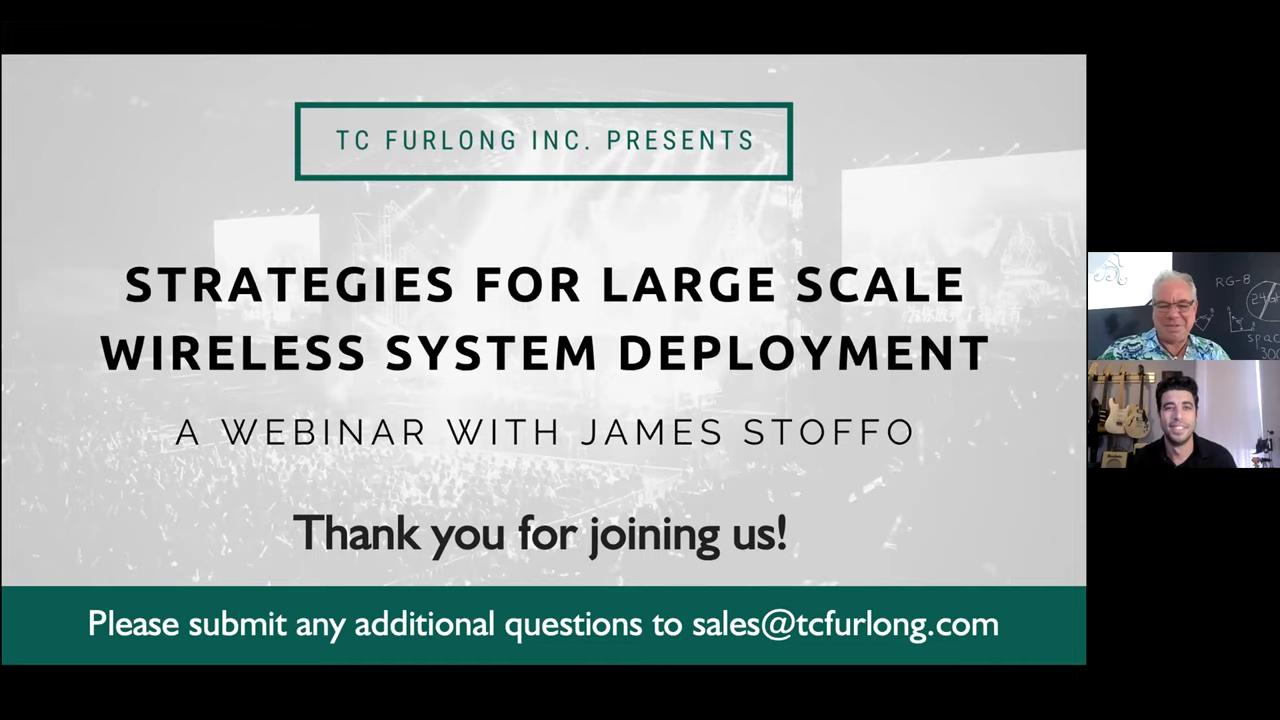 TC FURLONG INC. PRESENTS
STRATEGIES FOR LARGE SCALE
WIRELESS SYSTEM DEPLOYMENT
A WEBINAR WITH JAMES STOFFO
Thank you for joining us!
Please submit any additional questions to sales@tcfurlong.com
RG-8